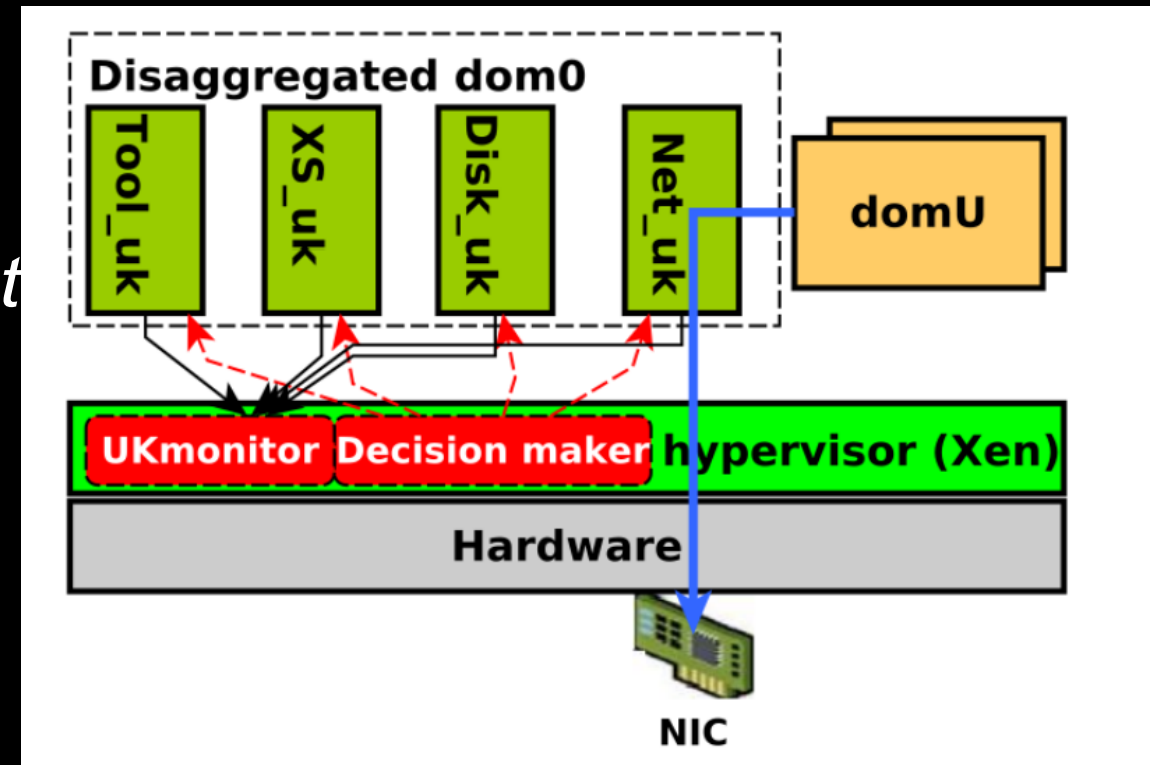 Disaggregated dom0
Tool_uk
XS_uk
Disk_uk
Net_uk
domU
t
UKmonitor
Decision maker
hypervisor (Xen)
Hardware
NIC